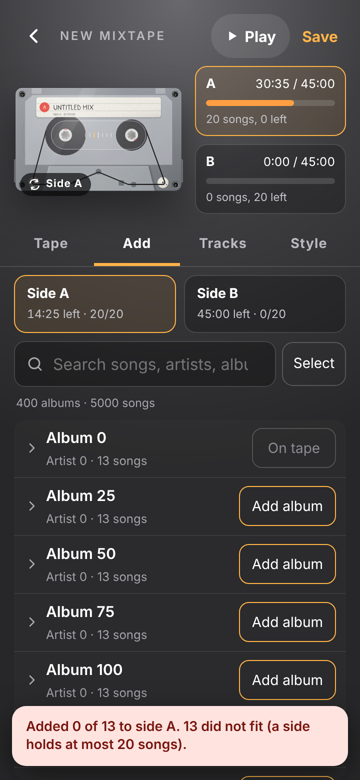 NEW MIXTAPE
Play
Save
A
UNTITLED MIX
Side A
A 30:35 / 45:00
20 songs, 0 left
B 0:00 / 45:00
0 songs, 20 left
Tape
Add
Tracks
Style
Side A
14:25 left · 20/20
Side B
45:00 left · 0/20
Search songs, artists, albu
Select
400 albums · 5000 songs
Album 0
Artist 0 · 13 songs
On tape
Album 25
Artist 25 · 13 songs
Add album
Album 50
Artist 50 · 13 songs
Add album
Album 75
Artist 75 · 13 songs
Add album
Album 100
Artist 100 · 13 songs
Add album
Added 0 of 13 to side A. 13 did not fit (a side
holds at most 20 songs).